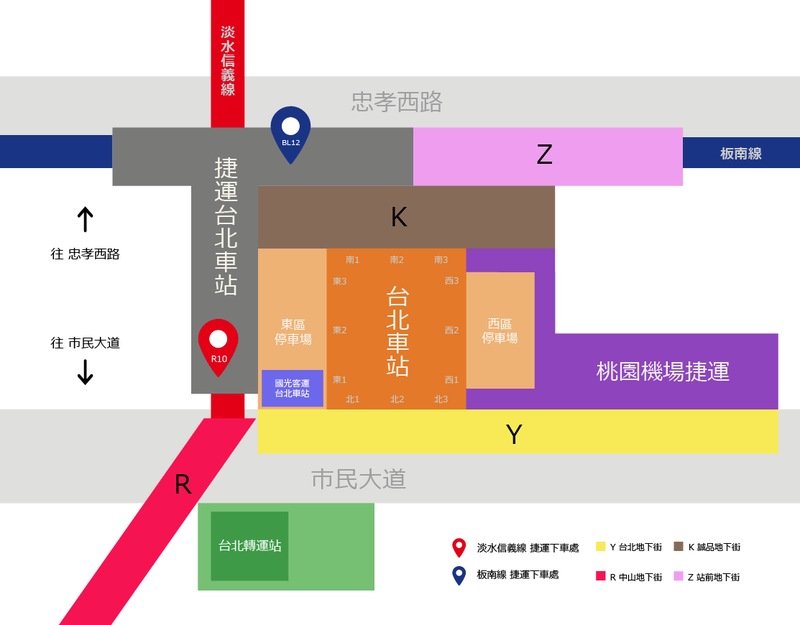 淡水信義線
忠孝西路
BL12
Z
板南線
捷運台北車站
K
往 忠孝西路
南1
南2
南3
東3
西3
台北車站
東區
停車場
東2
西2
西區
停車場
往 市民大道
R10
桃園機場捷運
國光客運
台北車站
東1
西1
北1
北2
北3
Y
市民大道
R
台北轉運站
淡水信義線 捷運下車處
Y 台北地下街
K 誠品地下街
板南線 捷運下車處
R 中山地下街
Z 站前地下街